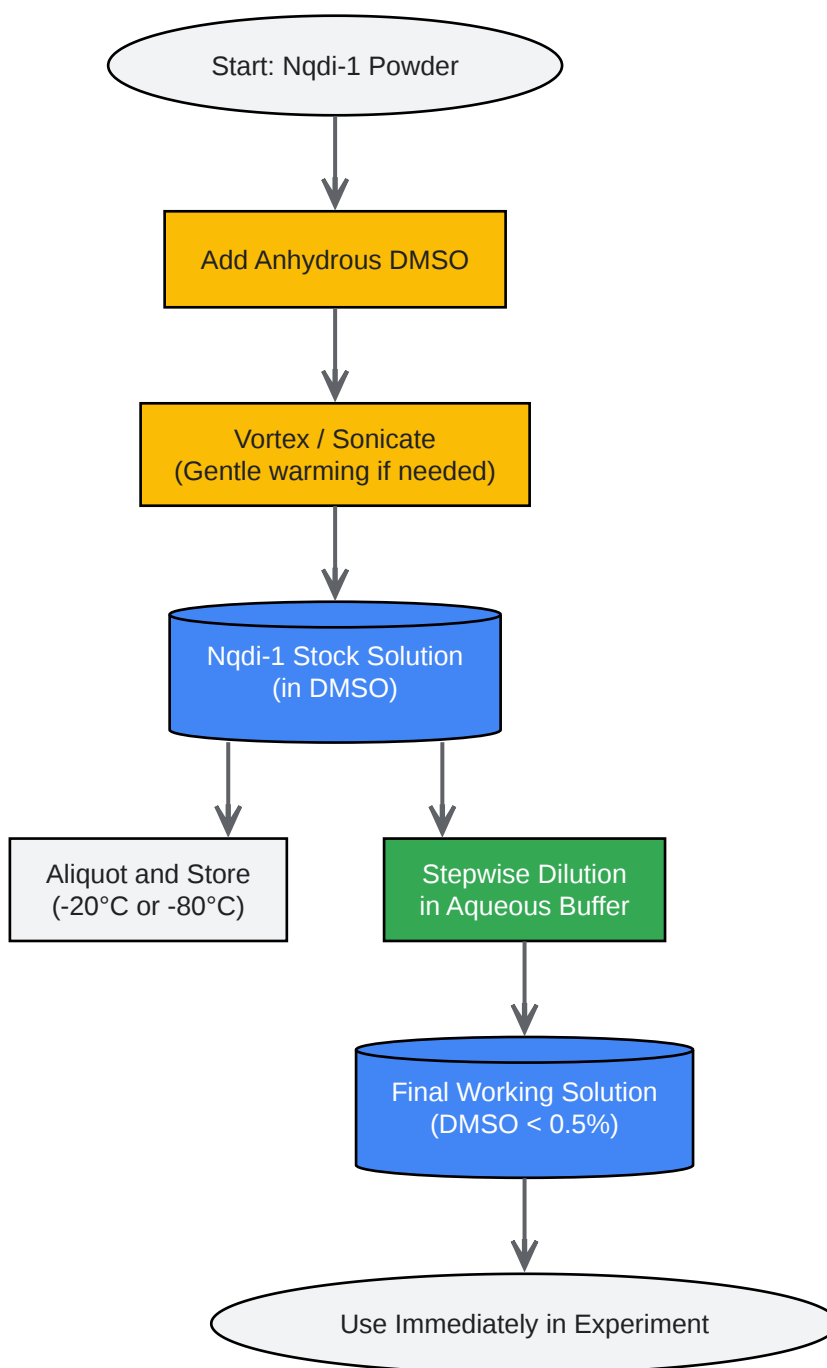 Start: Nqdi-1 Powder
Add Anhydrous DMSO
Vortex / Sonicate
(Gentle warming if needed)
Nqdi-1 Stock Solution
(in DMSO)
Aliquot and Store
(-20°C or -80°C)
Stepwise Dilution
in Aqueous Buffer
Final Working Solution
(DMSO < 0.5%)
Use Immediately in Experiment